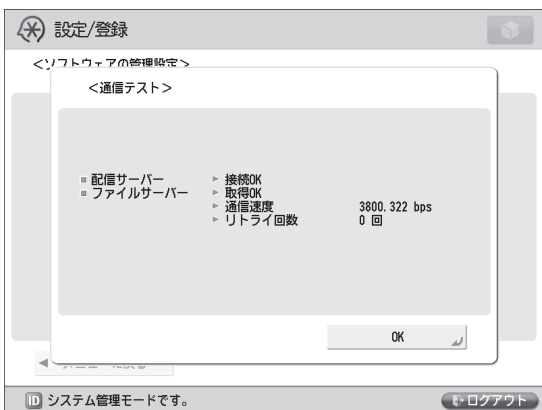 設定/登録
<ソフトウェアの管理設定>
<通信テスト>
配信サーバー ▶ 接続OK
ファイルサーバー ▶ 取得OK
▶ 通信速度 3800.322 bps
▶ リトライ回数 0 回
OK
ID システム管理モードです。
ログアウト